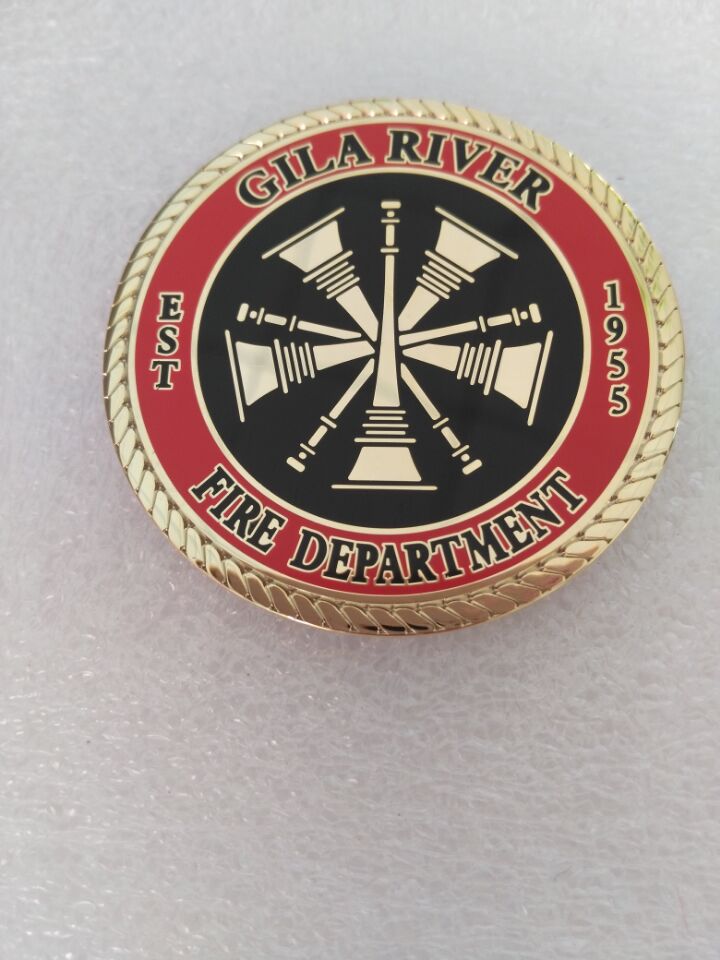 GILA RIVER
EST
1955
FIRE DEPARTMENT